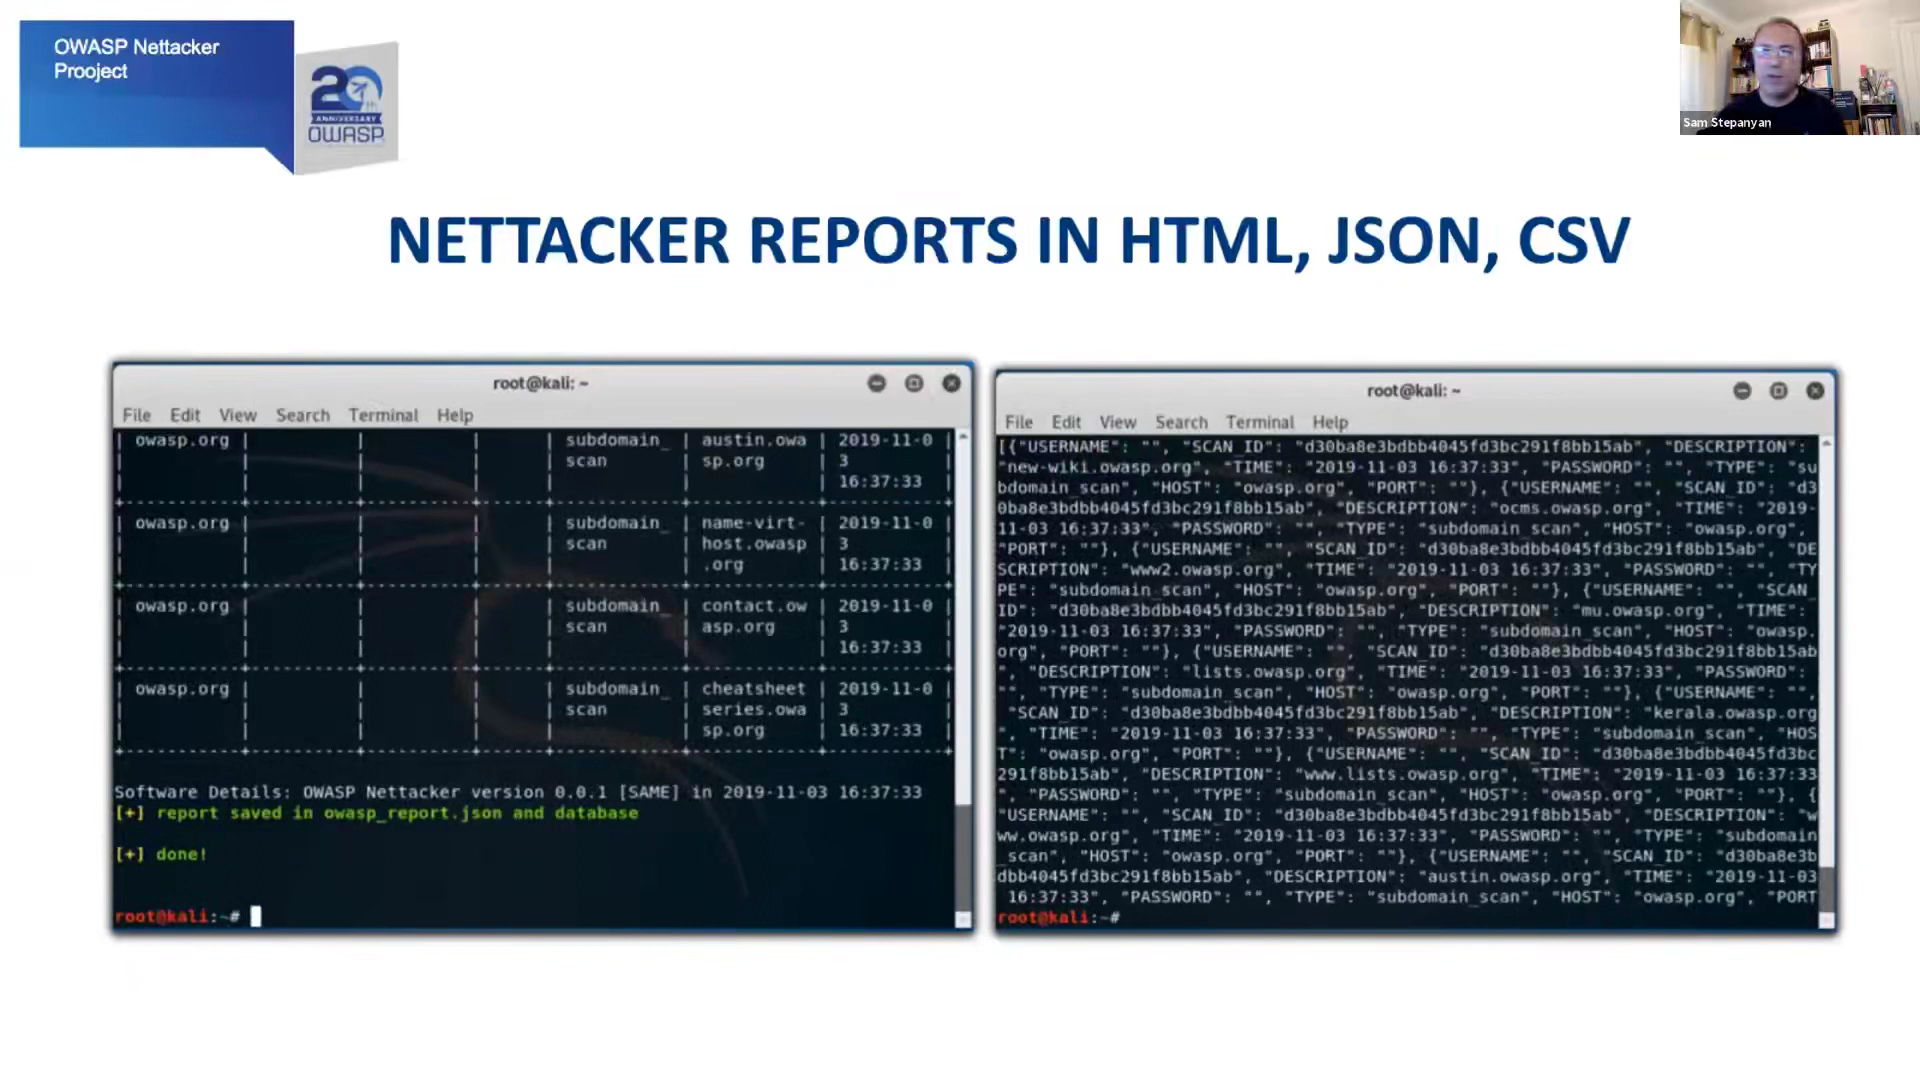 OWASP Nettacker
Prooject
20th
ANNIVERSARY
OWASP
Sam Stepanyan
NETTACKER REPORTS IN HTML, JSON, CSV
root@kali: ~
File Edit View Search Terminal Help
| owasp.org | | | | subdomain_ | austin.owa | 2019-11-0 |
| | | | | scan | sp.org | 3 |
| | | | | | | 16:37:33 |
| owasp.org | | | | subdomain_ | name-virt- | 2019-11-0 |
| | | | | scan | host.owasp | 3 |
| | | | | | .org | 16:37:33 |
| owasp.org | | | | subdomain_ | contact.ow | 2019-11-0 |
| | | | | scan | asp.org | 3 |
| | | | | | | 16:37:33 |
| owasp.org | | | | subdomain_ | cheatsheet | 2019-11-0 |
| | | | | scan | series.owa | 3 |
| | | | | | sp.org | 16:37:33 |
Software Details: OWASP Nettacker version 0.0.1 [SAME] in 2019-11-03 16:37:33
[+] report saved in owasp_report.json and database
[+] done!
root@kali:~#
root@kali: ~
File Edit View Search Terminal Help
[{"USERNAME": "", "SCAN_ID": "d30ba8e3bdbb4045fd3bc291f8bb15ab", "DESCRIPTION":
"new-wiki.owasp.org", "TIME": "2019-11-03 16:37:33", "PASSWORD": "", "TYPE": "su
bdomain_scan", "HOST": "owasp.org", "PORT": ""}, {"USERNAME": "", "SCAN_ID": "d3
0ba8e3bdbb4045fd3bc291f8bb15ab", "DESCRIPTION": "ocms.owasp.org", "TIME": "2019-
11-03 16:37:33", "PASSWORD": "", "TYPE": "subdomain_scan", "HOST": "owasp.org",
"PORT": ""}, {"USERNAME": "", "SCAN_ID": "d30ba8e3bdbb4045fd3bc291f8bb15ab", "DE
SCRIPTION": "www2.owasp.org", "TIME": "2019-11-03 16:37:33", "PASSWORD": "", "TY
PE": "subdomain_scan", "HOST": "owasp.org", "PORT": ""}, {"USERNAME": "", "SCAN_
ID": "d30ba8e3bdbb4045fd3bc291f8bb15ab", "DESCRIPTION": "mu.owasp.org", "TIME":
"2019-11-03 16:37:33", "PASSWORD": "", "TYPE": "subdomain_scan", "HOST": "owasp.
org", "PORT": ""}, {"USERNAME": "", "SCAN_ID": "d30ba8e3bdbb4045fd3bc291f8bb15ab
", "DESCRIPTION": "lists.owasp.org", "TIME": "2019-11-03 16:37:33", "PASSWORD":
"", "TYPE": "subdomain_scan", "HOST": "owasp.org", "PORT": ""}, {"USERNAME": "",
"SCAN_ID": "d30ba8e3bdbb4045fd3bc291f8bb15ab", "DESCRIPTION": "kerala.owasp.org
", "TIME": "2019-11-03 16:37:33", "PASSWORD": "", "TYPE": "subdomain_scan", "HOS
T": "owasp.org", "PORT": ""}, {"USERNAME": "", "SCAN_ID": "d30ba8e3bdbb4045fd3bc
291f8bb15ab", "DESCRIPTION": "www.lists.owasp.org", "TIME": "2019-11-03 16:37:33
", "PASSWORD": "", "TYPE": "subdomain_scan", "HOST": "owasp.org", "PORT": ""}, {
"USERNAME": "", "SCAN_ID": "d30ba8e3bdbb4045fd3bc291f8bb15ab", "DESCRIPTION": "w
ww.owasp.org", "TIME": "2019-11-03 16:37:33", "PASSWORD": "", "TYPE": "subdomain
_scan", "HOST": "owasp.org", "PORT": ""}, {"USERNAME": "", "SCAN_ID": "d30ba8e3b
dbb4045fd3bc291f8bb15ab", "DESCRIPTION": "austin.owasp.org", "TIME": "2019-11-03
16:37:33", "PASSWORD": "", "TYPE": "subdomain_scan", "HOST": "owasp.org", "PORT
root@kali:~#